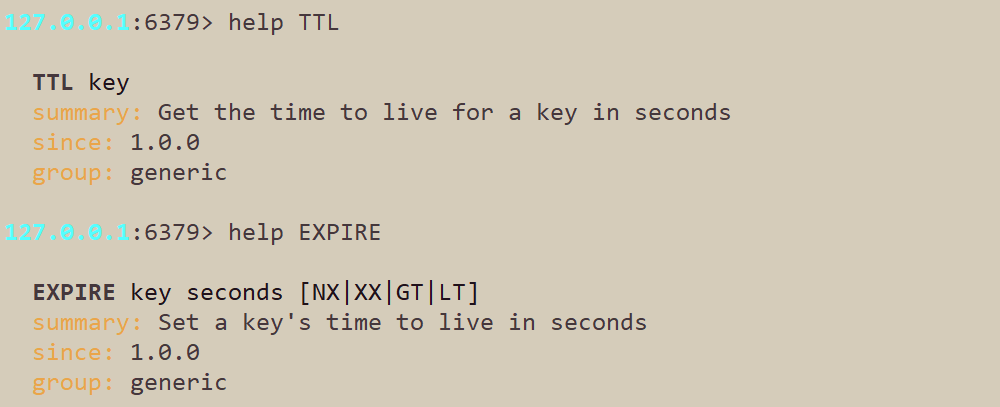 127.0.0.1:6379> help TTL
TTL key
summary: Get the time to live for a key in seconds
since: 1.0.0
group: generic
127.0.0.1:6379> help EXPIRE
EXPIRE key seconds [NX|XX|GT|LT]
summary: Set a key's time to live in seconds
since: 1.0.0
group: generic